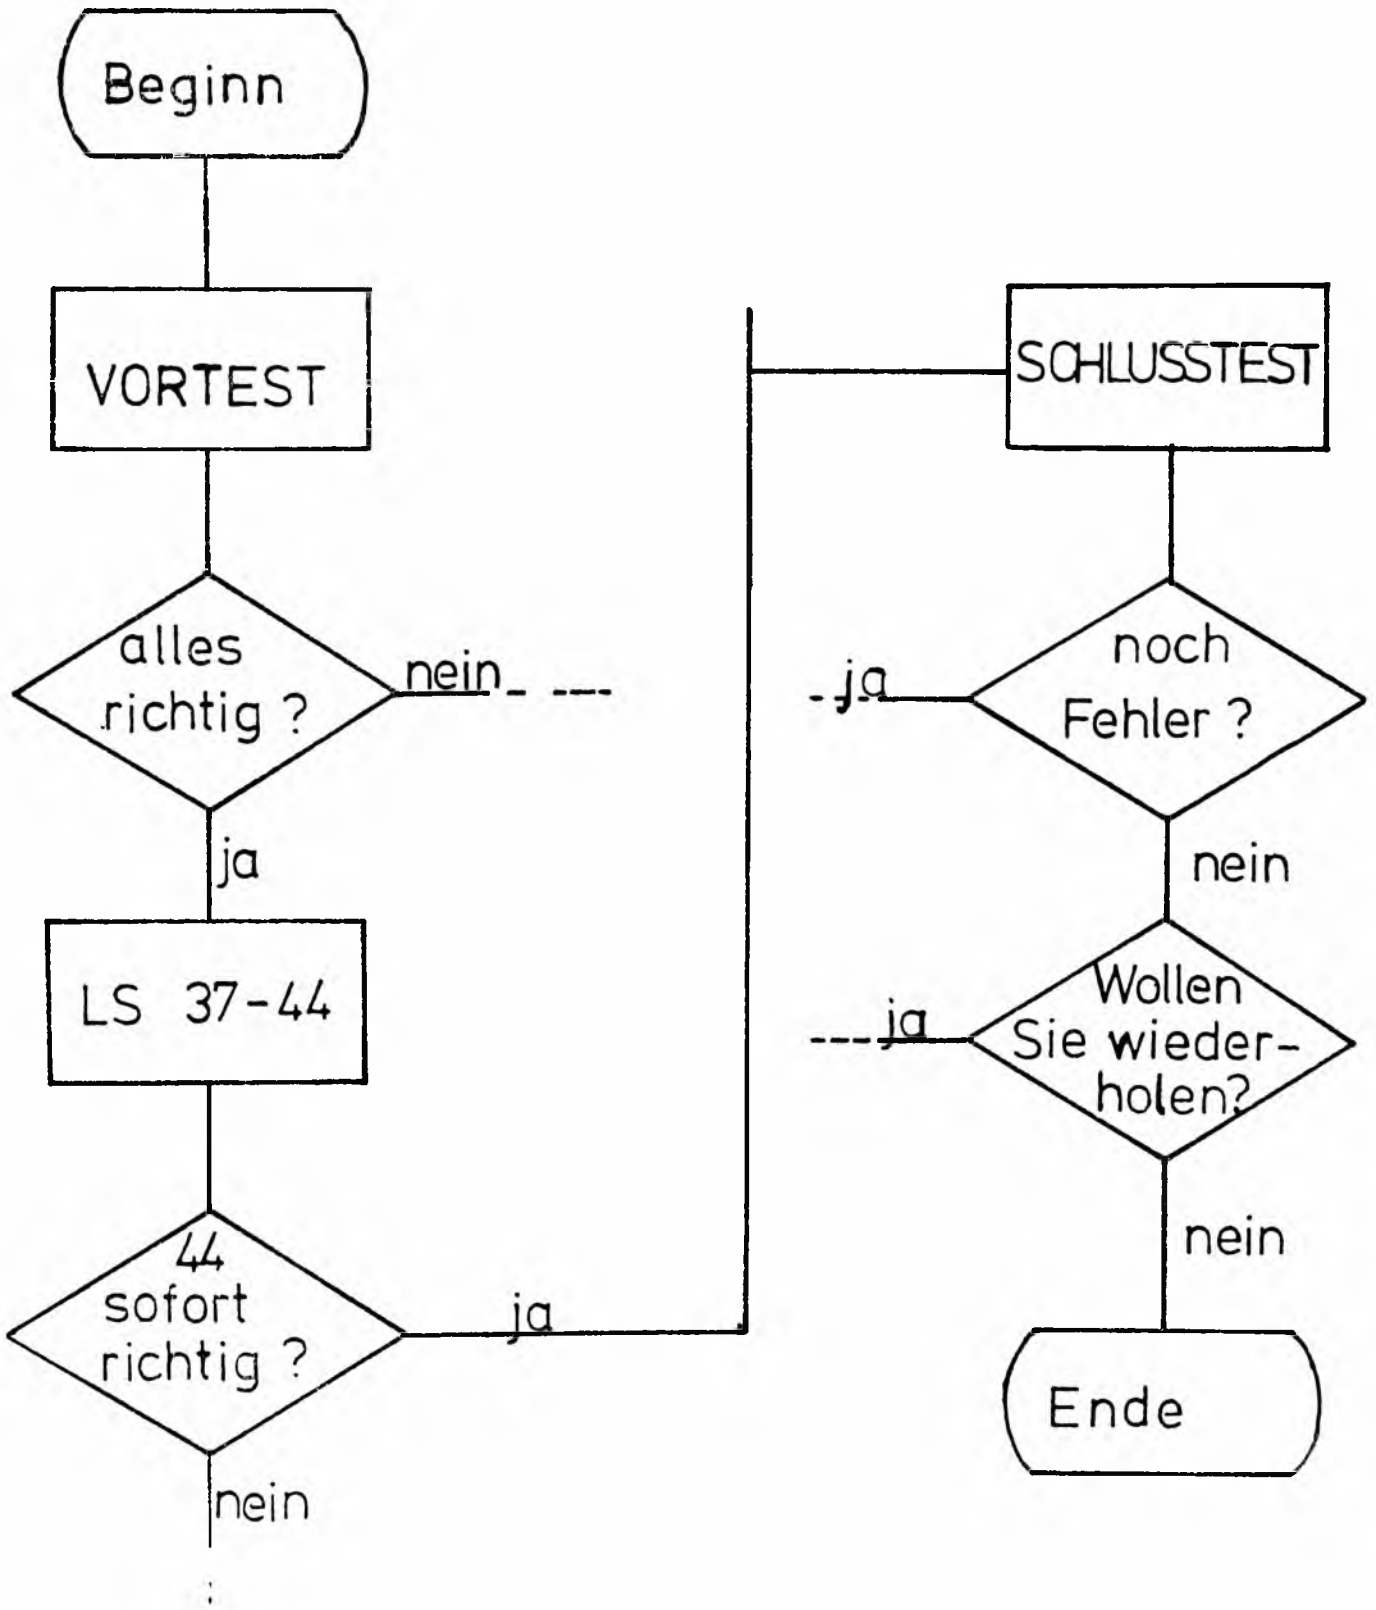 Beginn
VORTEST
alles
richtig ?
nein
ja
LS 37-44
44
sofort
richtig ?
ja
nein
SCHLUSSTEST
noch
Fehler ?
ja
nein
Wollen
Sie wieder-
holen?
ja
nein
Ende